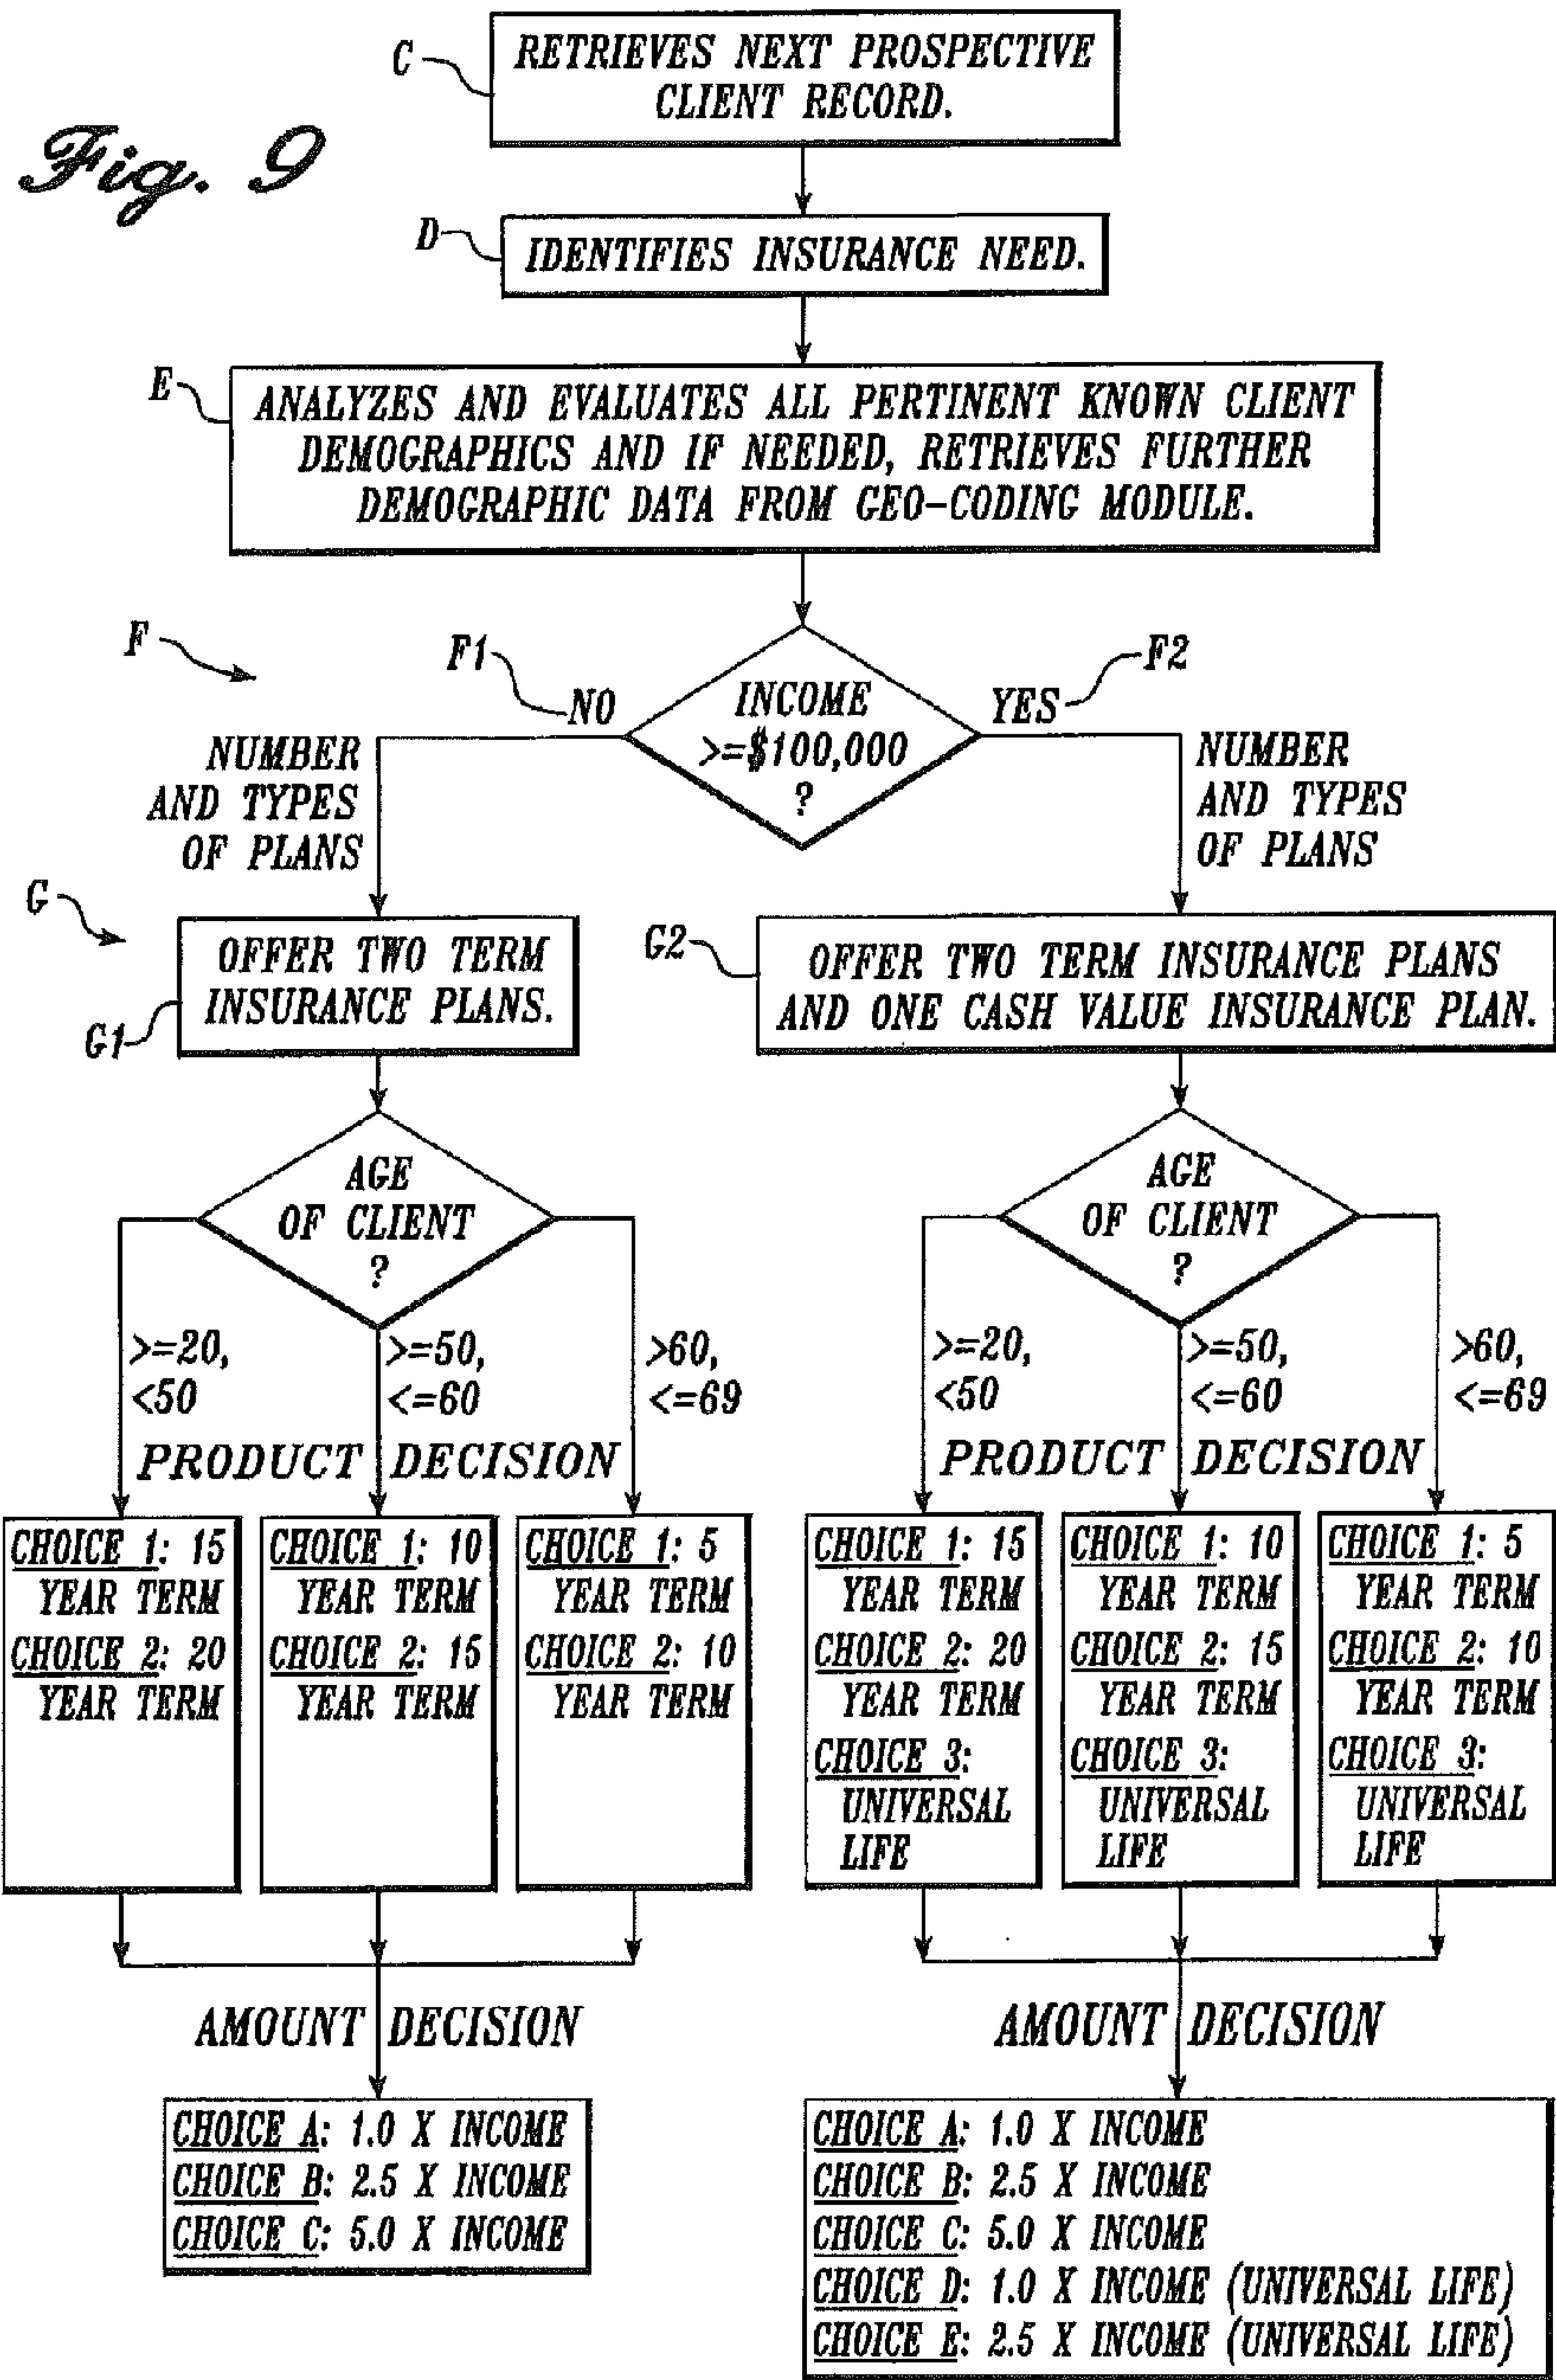 Fig. 9
C
RETRIEVES NEXT PROSPECTIVE
CLIENT RECORD.
D
IDENTIFIES INSURANCE NEED.
E
ANALYZES AND EVALUATES ALL PERTINENT KNOWN CLIENT
DEMOGRAPHICS AND IF NEEDED, RETRIEVES FURTHER
DEMOGRAPHIC DATA FROM GEO-CODING MODULE.
F
F1
NO
INCOME
>=$100,000
?
YES
F2
NUMBER
AND TYPES
OF PLANS
NUMBER
AND TYPES
OF PLANS
G
G1
OFFER TWO TERM
INSURANCE PLANS.
G2
OFFER TWO TERM INSURANCE PLANS
AND ONE CASH VALUE INSURANCE PLAN.
AGE
OF CLIENT
?
>=20,
<50
>=50,
<=60
>60,
<=69
PRODUCT DECISION
CHOICE 1: 15
YEAR TERM
CHOICE 2: 20
YEAR TERM
CHOICE 1: 10
YEAR TERM
CHOICE 2: 15
YEAR TERM
CHOICE 1: 5
YEAR TERM
CHOICE 2: 10
YEAR TERM
AMOUNT DECISION
CHOICE A: 1.0 X INCOME
CHOICE B: 2.5 X INCOME
CHOICE C: 5.0 X INCOME
AGE
OF CLIENT
?
>=20,
<50
>=50,
<=60
>60,
<=69
PRODUCT DECISION
CHOICE 1: 15
YEAR TERM
CHOICE 2: 20
YEAR TERM
CHOICE 3:
UNIVERSAL
LIFE
CHOICE 1: 10
YEAR TERM
CHOICE 2: 15
YEAR TERM
CHOICE 3:
UNIVERSAL
LIFE
CHOICE 1: 5
YEAR TERM
CHOICE 2: 10
YEAR TERM
CHOICE 3:
UNIVERSAL
LIFE
AMOUNT DECISION
CHOICE A: 1.0 X INCOME
CHOICE B: 2.5 X INCOME
CHOICE C: 5.0 X INCOME
CHOICE D: 1.0 X INCOME (UNIVERSAL LIFE)
CHOICE E: 2.5 X INCOME (UNIVERSAL LIFE)